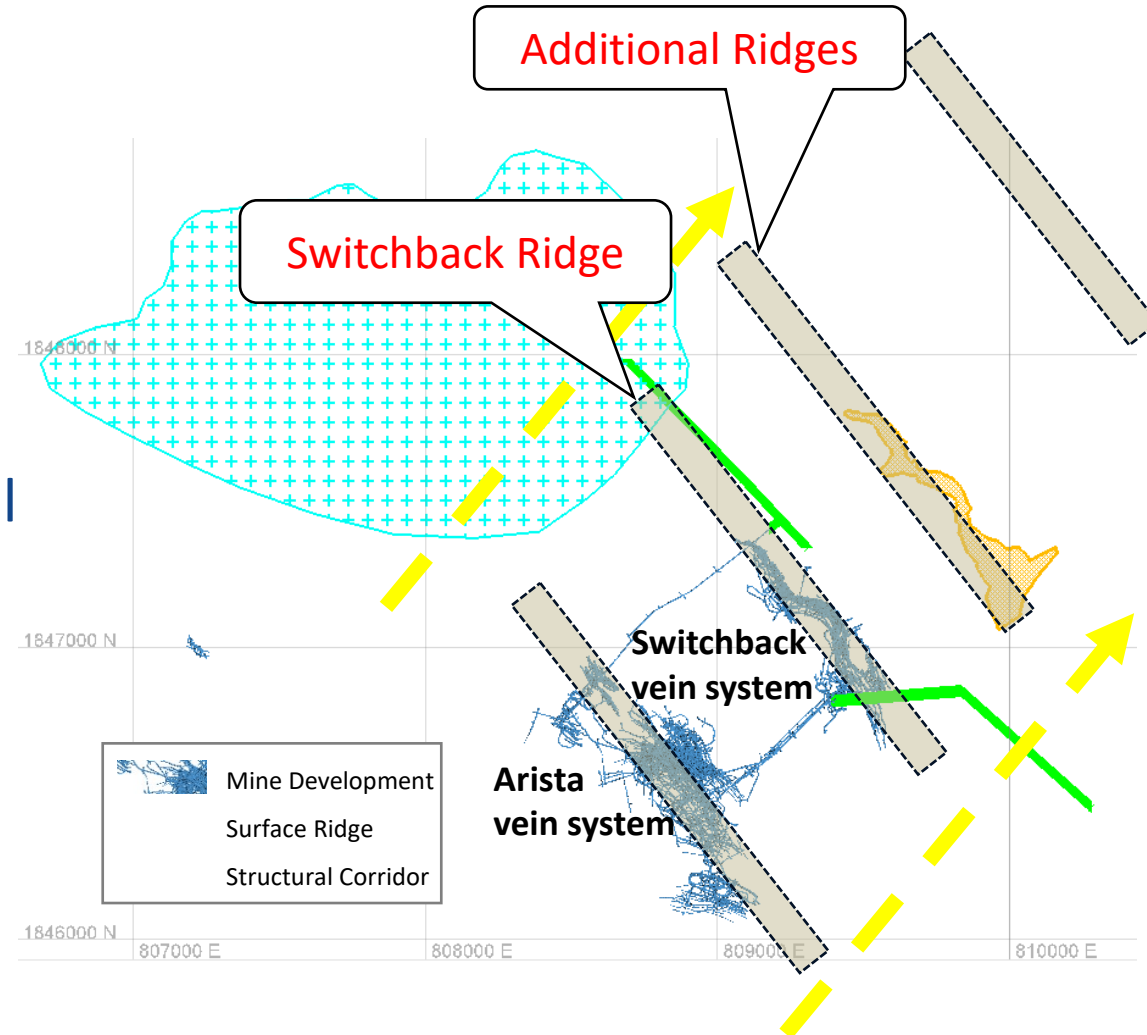 Additional Ridges
Switchback Ridge
1848000 N
1847000 N
Switchback
vein system
Arista
vein system
Mine Development
Surface Ridge
Structural Corridor
1846000 N
807000 E
808000 E
809000 E
810000 E